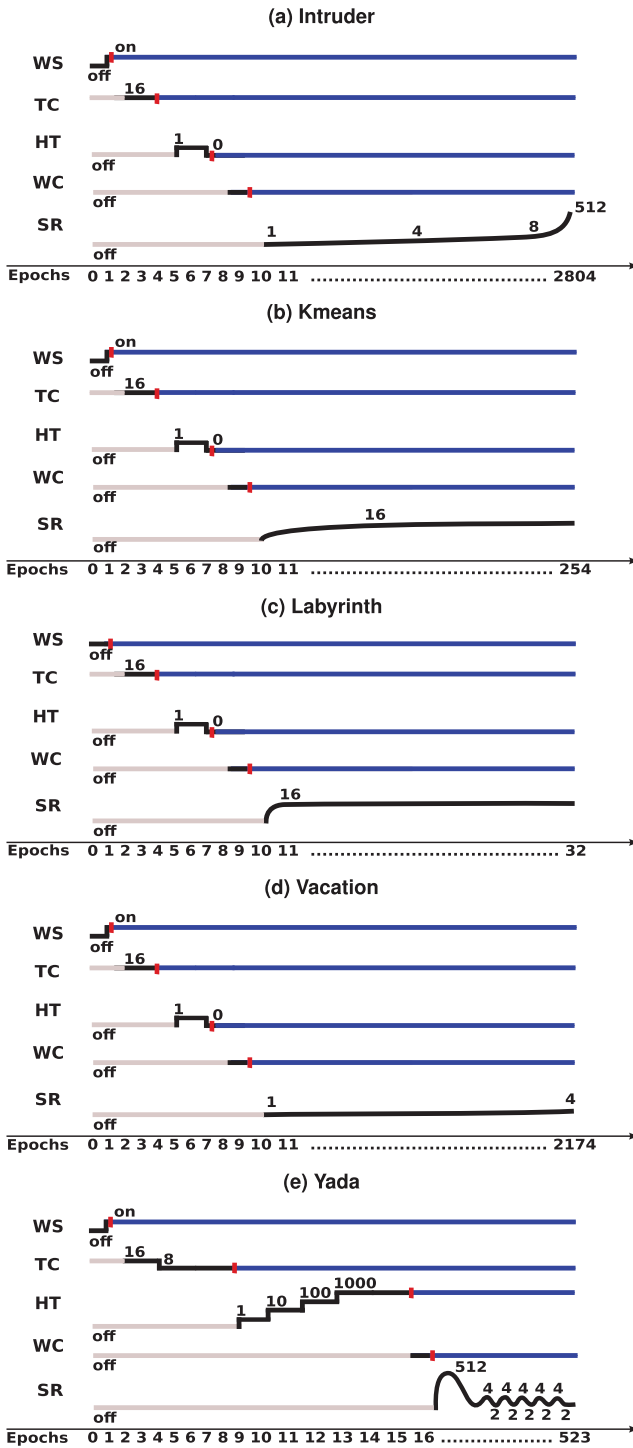 (a) Intruder
WS off on
TC 16
HT off 1 0
WC off
SR off 1 4 8 512
Epochs 0 1 2 3 4 5 6 7 8 9 10 11 ........ 2804
(b) Kmeans
WS off on
TC 16
HT off 1 0
WC off
SR off 16
Epochs 0 1 2 3 4 5 6 7 8 9 10 11 ........ 254
(c) Labyrinth
WS off
TC 16
HT off 1 0
WC off
SR off 16
Epochs 0 1 2 3 4 5 6 7 8 9 10 11 ........ 32
(d) Vacation
WS off on
TC 16
HT off 1 0
WC off
SR off 1 4
Epochs 0 1 2 3 4 5 6 7 8 9 10 11 ........ 2174
(e) Yada
WS off on
TC 16 8
HT off 1 10 100 1000
WC off
SR off 512 4 4 4 4 4 2 2 2 2 2
Epochs 0 1 2 3 4 5 6 7 8 9 10 11 12 13 14 15 16 ........ 523